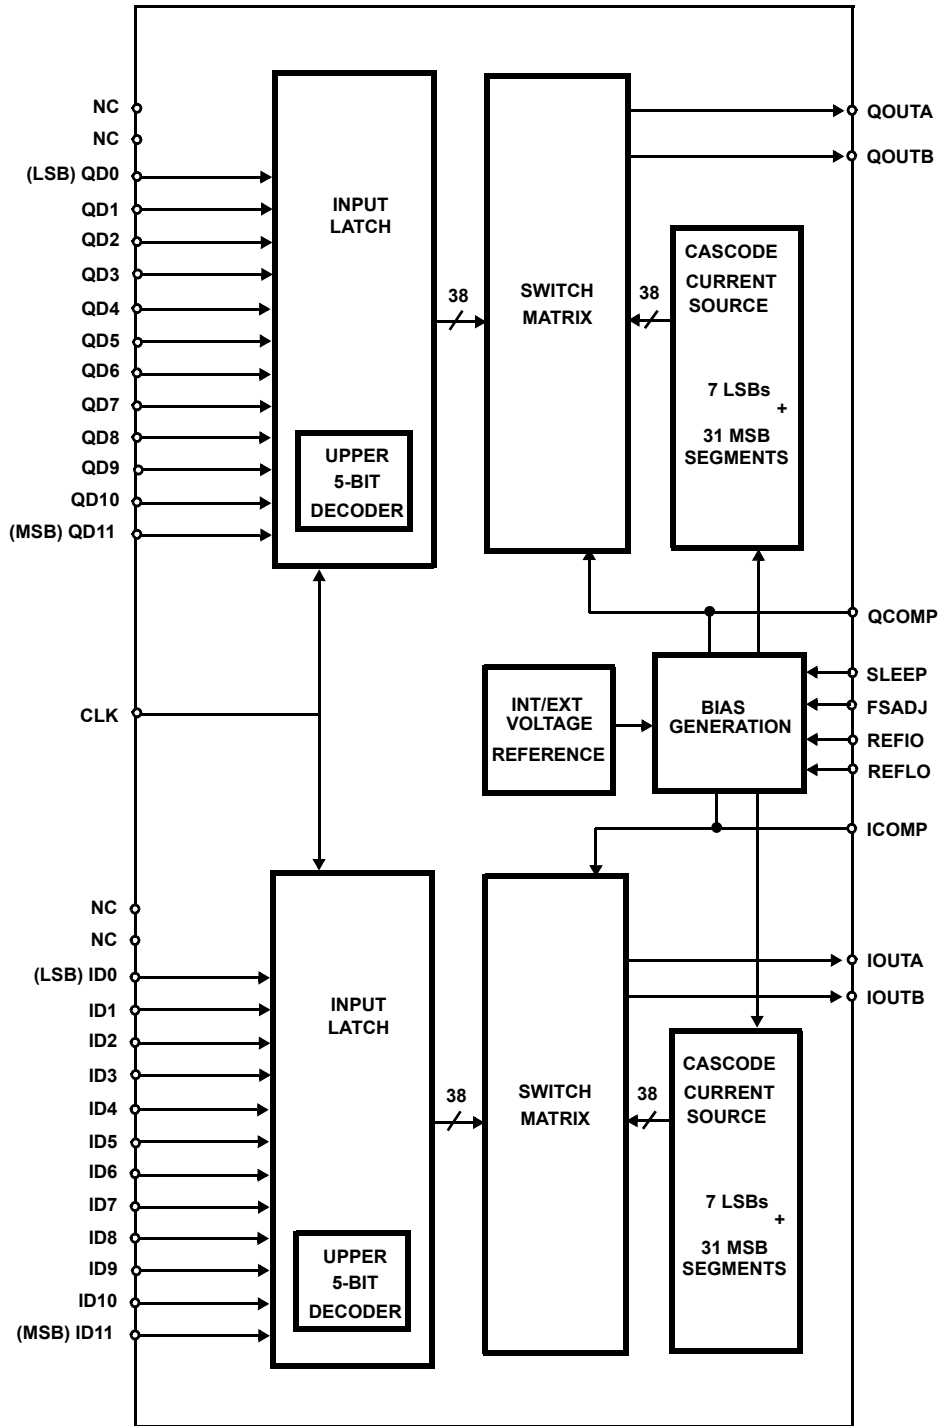 NC
NC
(LSB) QD0
QD1
QD2
QD3
QD4
QD5
QD6
QD7
QD8
QD9
QD10
(MSB) QD11
INPUT
LATCH
UPPER
5-BIT
DECODER
38
SWITCH
MATRIX
38
CASCODE
CURRENT
SOURCE
7 LSBs
+
31 MSB
SEGMENTS
QOUTA
QOUTB
QCOMP
CLK
INT/EXT
VOLTAGE
REFERENCE
BIAS
GENERATION
SLEEP
FSADJ
REFIO
REFLO
ICOMP
NC
NC
(LSB) ID0
ID1
ID2
ID3
ID4
ID5
ID6
ID7
ID8
ID9
ID10
(MSB) ID11
INPUT
LATCH
UPPER
5-BIT
DECODER
38
SWITCH
MATRIX
38
CASCODE
CURRENT
SOURCE
7 LSBs
+
31 MSB
SEGMENTS
IOUTA
IOUTB